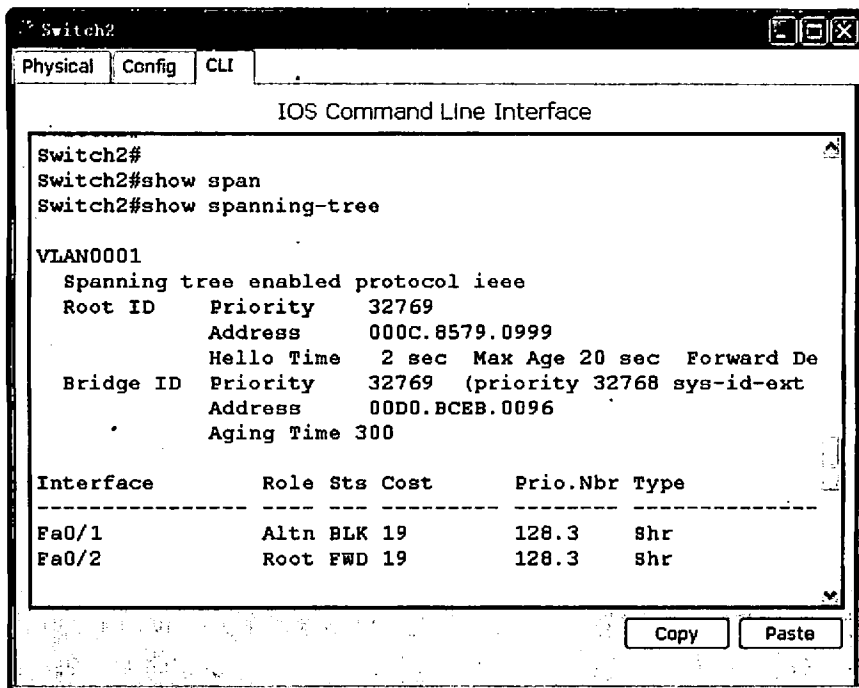 Switch2
Physical Config CLI
IOS Command Line Interface
Switch2#
Switch2#show span
Switch2#show spanning-tree
VLAN0001
Spanning tree enabled protocol ieee
Root ID Priority 32769
Address 000C.8579.0999
Hello Time 2 sec Max Age 20 sec Forward De
Bridge ID Priority 32769 (priority 32768 sys-id-ext
Address 00D0.BCEB.0096
Aging Time 300
Interface Role Sts Cost Prio.Nbr Type
---------------- ---- --- --------- -------- --------------
Fa0/1 Altn BLK 19 128.3 Shr
Fa0/2 Root FWD 19 128.3 Shr
Copy Paste